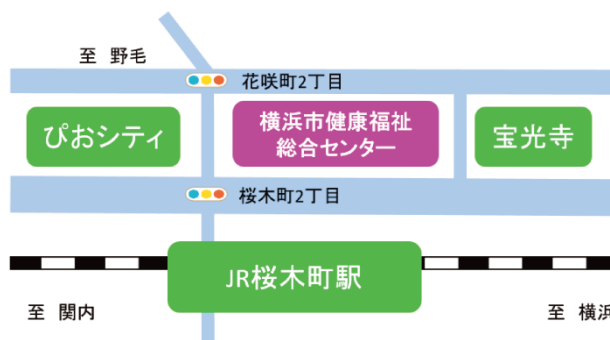 至 野毛
花咲町2丁目
ぴおシティ
横浜市健康福祉
総合センター
宝光寺
桜木町2丁目
JR桜木町駅
至 関内
至 横浜